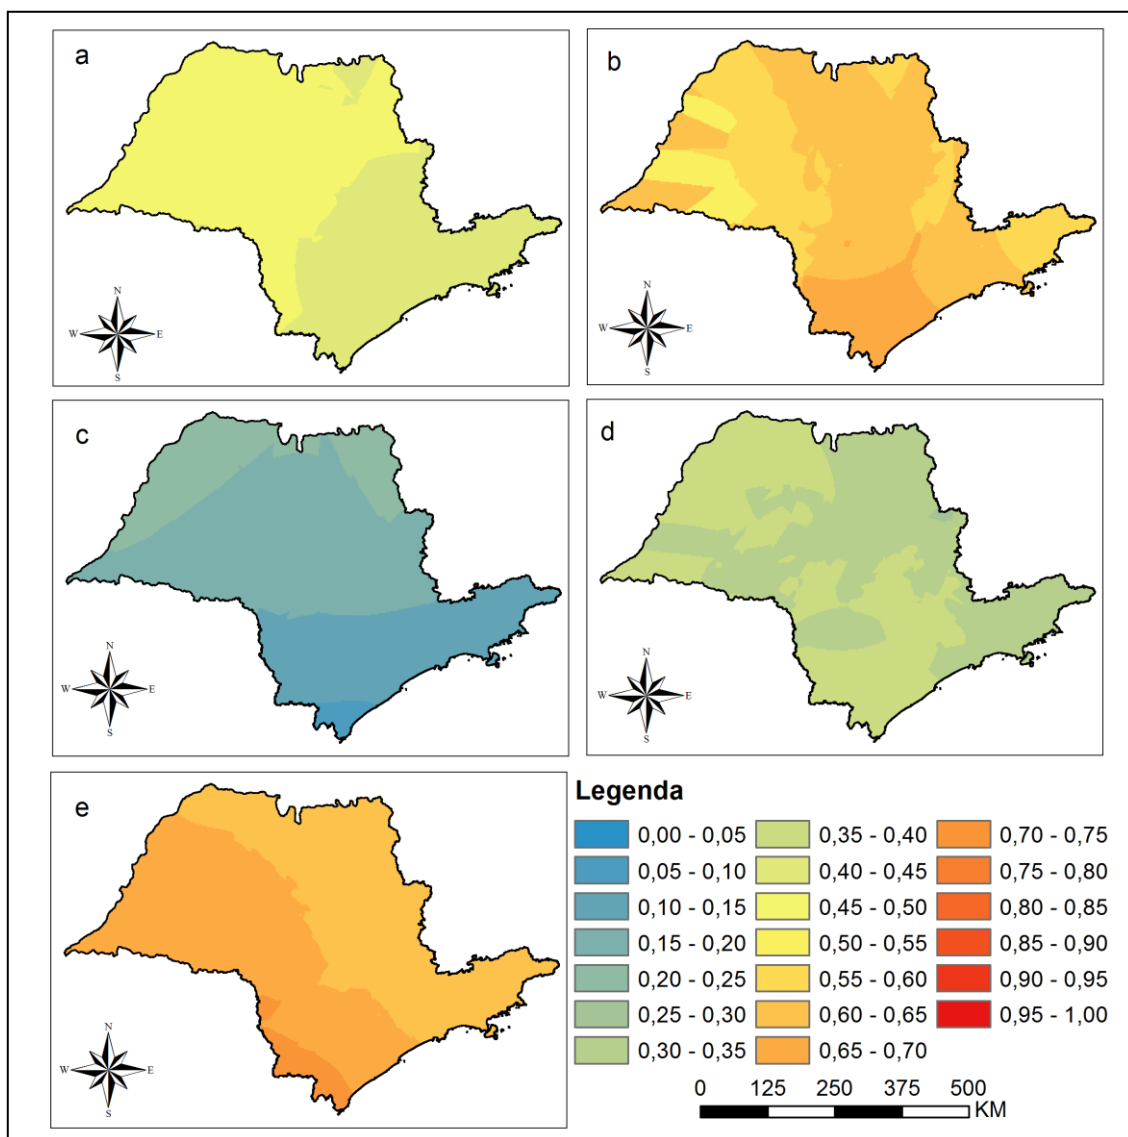 a
N
W E
S
b
N
W E
S
c
N
W E
S
d
N
W E
S
e
N
W E
S
Legenda
0,00 - 0,05
0,05 - 0,10
0,10 - 0,15
0,15 - 0,20
0,20 - 0,25
0,25 - 0,30
0,30 - 0,35
0,35 - 0,40
0,40 - 0,45
0,45 - 0,50
0,50 - 0,55
0,55 - 0,60
0,60 - 0,65
0,65 - 0,70
0,70 - 0,75
0,75 - 0,80
0,80 - 0,85
0,85 - 0,90
0,90 - 0,95
0,95 - 1,00
0 125 250 375 500
KM